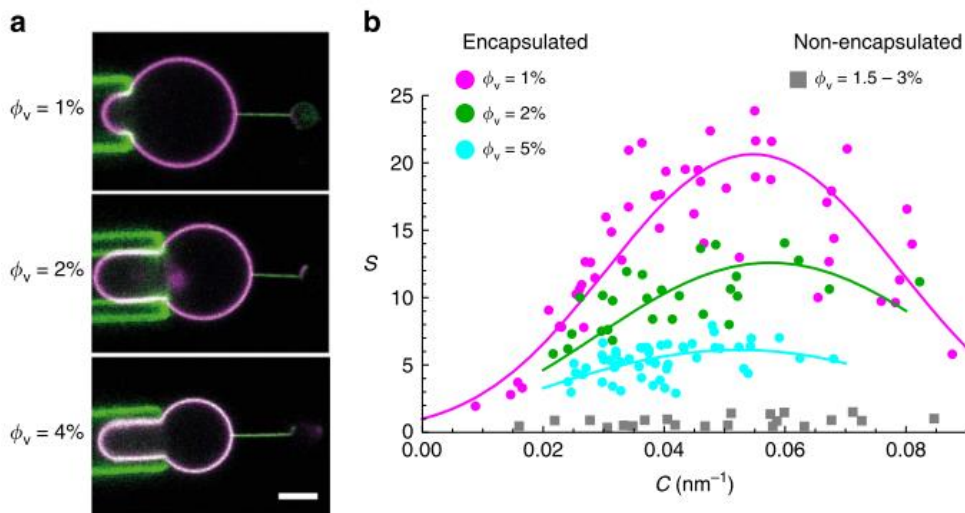 a
ϕv = 1%
ϕv = 2%
ϕv = 4%
b
Encapsulated
ϕv = 1%
ϕv = 2%
ϕv = 5%
Non-encapsulated
ϕv = 1.5 – 3%
25
20
15
10
5
0
S
0.00 0.02 0.04 0.06 0.08
C (nm⁻¹)